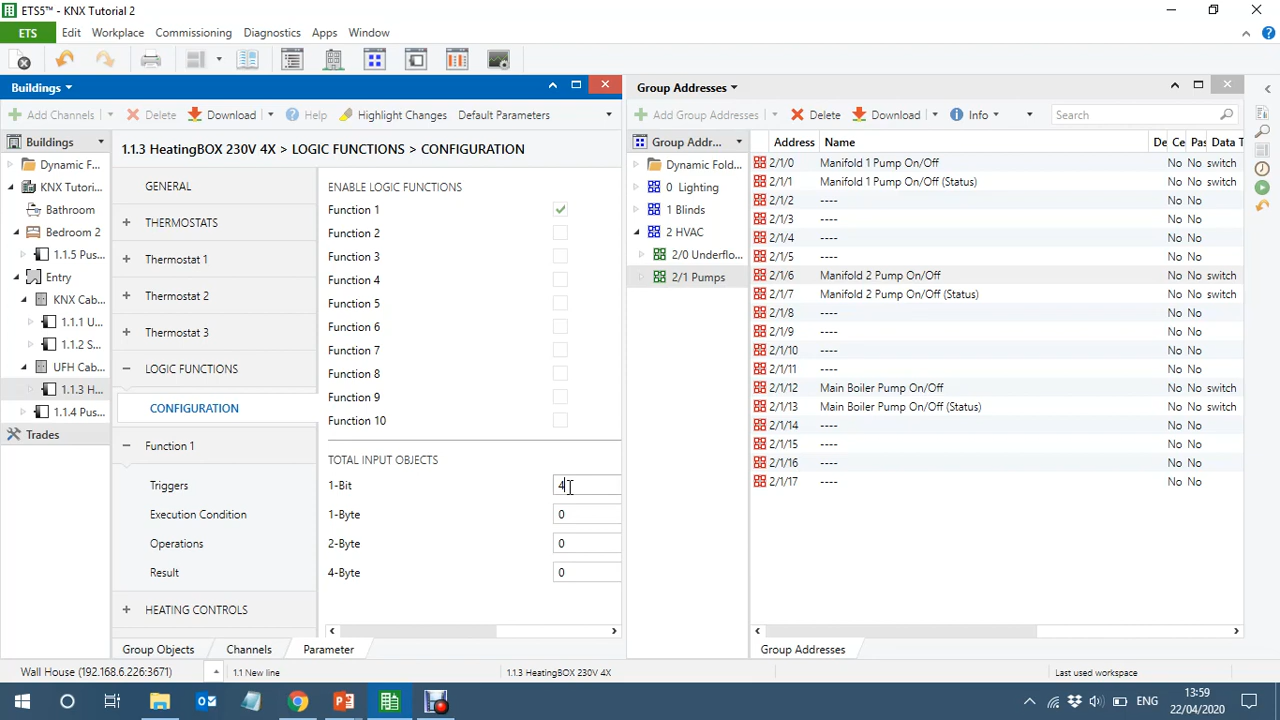 ETS5™ - KNX Tutorial 2
ETS Edit Workplace Commissioning Diagnostics Apps Window
Buildings
Add Channels Delete Download Help Highlight Changes Default Parameter
Buildings
Dynamic F...
KNX Tutori...
Bathroom
Bedroom 2
1.1.5 Pus...
Entry
KNX Cab...
1.1.1 U...
1.1.2 S...
UFH Cab...
1.1.3 H...
1.1.4 Pus...
Trades
1.1.3 HeatingBOX 230V 4X > LOGIC FUNCTIONS > CONFIGURATION
GENERAL
+ THERMOSTATS
+ Thermostat 1
+ Thermostat 2
+ Thermostat 3
− LOGIC FUNCTIONS
CONFIGURATION
− Function 1
Triggers
Execution Condition
Operations
Result
+ HEATING CONTROLS
ENABLE LOGIC FUNCTIONS
Function 1
Function 2
Function 3
Function 4
Function 5
Function 6
Function 7
Function 8
Function 9
Function 10
TOTAL INPUT OBJECTS
1-Bit 4
1-Byte 0
2-Byte 0
4-Byte 0
Group Objects Channels Parameter
Group Addresses
Add Group Addresses Delete Download Info Search
Group Addr...
Dynamic Fold...
0 Lighting
1 Blinds
2 HVAC
2/0 Underflo...
2/1 Pumps
Address Name De Ce Pas Data T
2/1/0 Manifold 1 Pump On/Off No No switch
2/1/1 Manifold 1 Pump On/Off (Status) No No switch
2/1/2 ---- No No
2/1/3 ---- No No
2/1/4 ---- No No
2/1/5 ---- No No
2/1/6 Manifold 2 Pump On/Off No No switch
2/1/7 Manifold 2 Pump On/Off (Status) No No switch
2/1/8 ---- No No
2/1/9 ---- No No
2/1/10 ---- No No
2/1/11 ---- No No
2/1/12 Main Boiler Pump On/Off No No switch
2/1/13 Main Boiler Pump On/Off (Status) No No switch
2/1/14 ---- No No
2/1/15 ---- No No
2/1/16 ---- No No
2/1/17 ---- No No
Group Addresses
Wall House (192.168.6.226:3671) 1.1 New line 1.1.3 HeatingBOX 230V 4X Last used workspace
ENG 13:59
22/04/2020